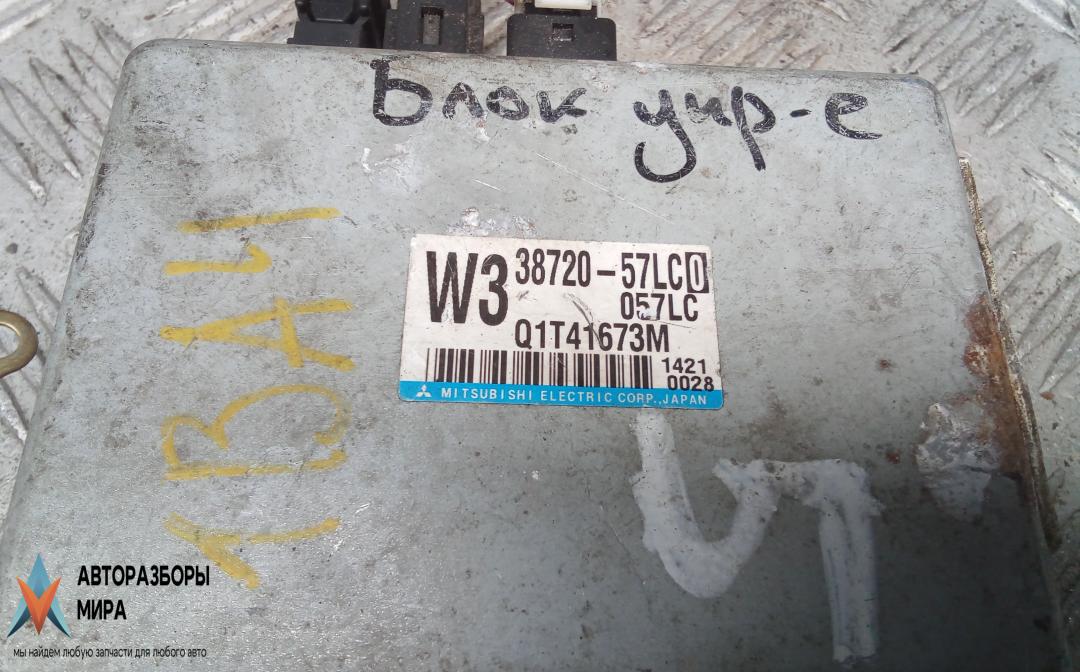 Блок упр-е
1ВАЦ
W3
38720-57LC0
057LC
Q1T41673M
1421
0028
MITSUBISHI ELECTRIC CORP., JAPAN
АВТОРАЗБОРЫ
МИРА
мы найдем любую запчасти для любого авто